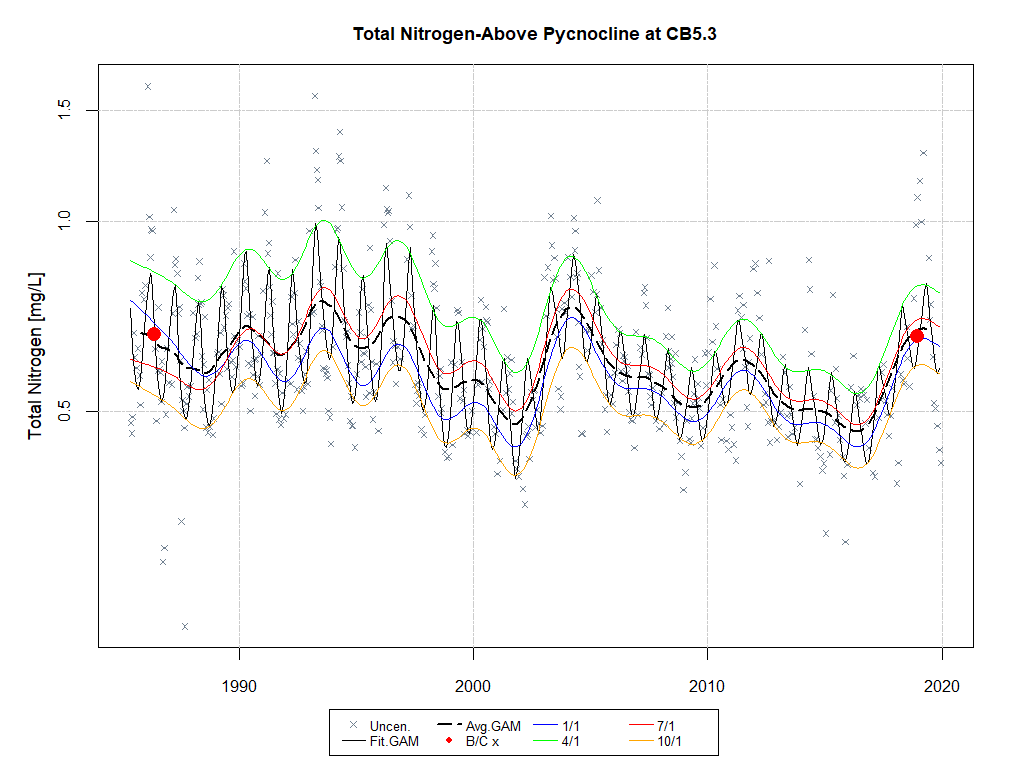 Total Nitrogen-Above Pycnocline at CB5.3
Total Nitrogen [mg/L]
1.5
1.0
0.5
1990 2000 2010 2020
Uncen. Avg.GAM 1/1 7/1
Fit.GAM B/C x 4/1 10/1